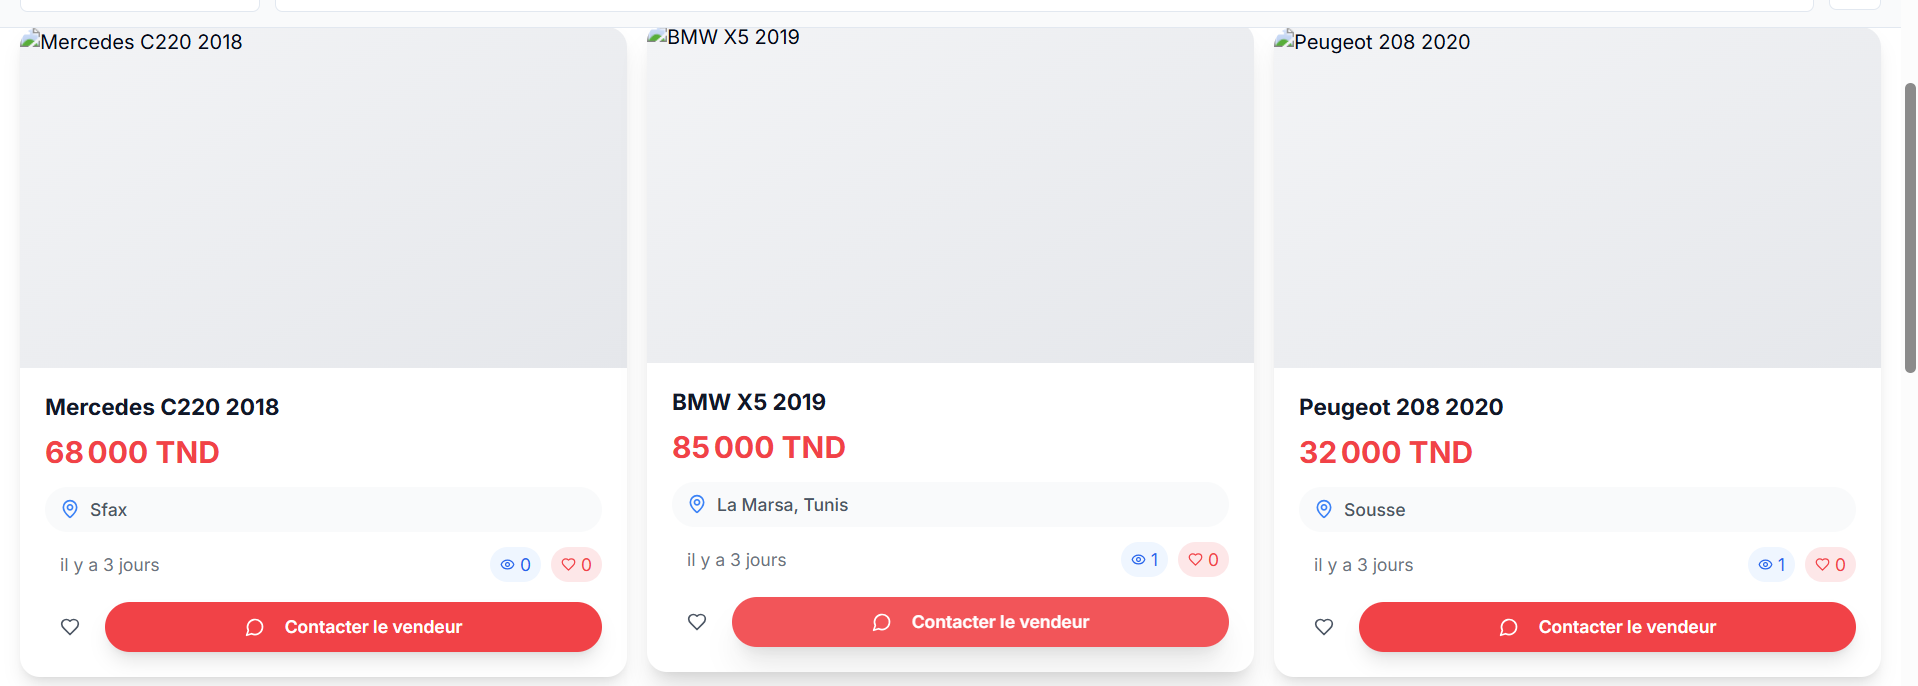 Mercedes C220 2018
BMW X5 2019
Peugeot 208 2020
Mercedes C220 2018
68 000 TND
Sfax
il y a 3 jours
0
0
Contacter le vendeur
BMW X5 2019
85 000 TND
La Marsa, Tunis
il y a 3 jours
1
0
Contacter le vendeur
Peugeot 208 2020
32 000 TND
Sousse
il y a 3 jours
1
0
Contacter le vendeur